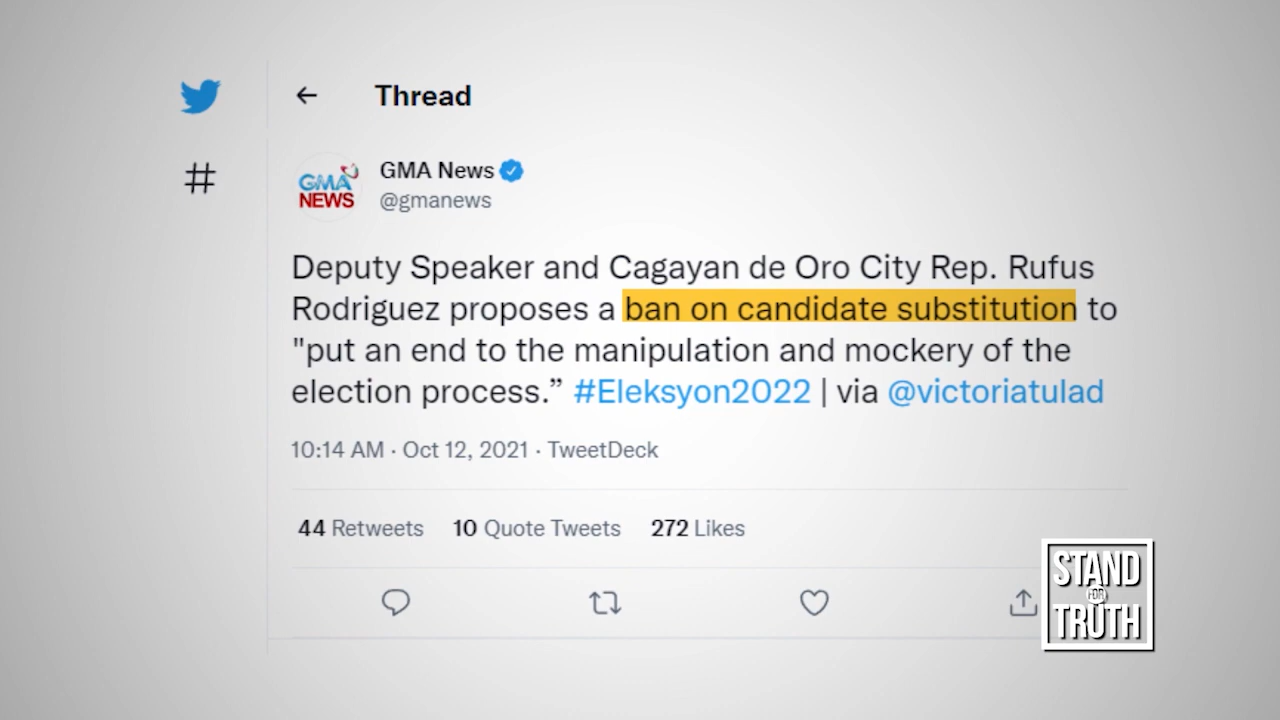 Thread
#
GMA
NEWS
GMA News
@gmanews
Deputy Speaker and Cagayan de Oro City Rep. Rufus
Rodriguez proposes a ban on candidate substitution to
"put an end to the manipulation and mockery of the
election process.” #Eleksyon2022 | via @victoriatulad
10:14 AM · Oct 12, 2021 · TweetDeck
44 Retweets 10 Quote Tweets 272 Likes
STAND
FOR
TRUTH